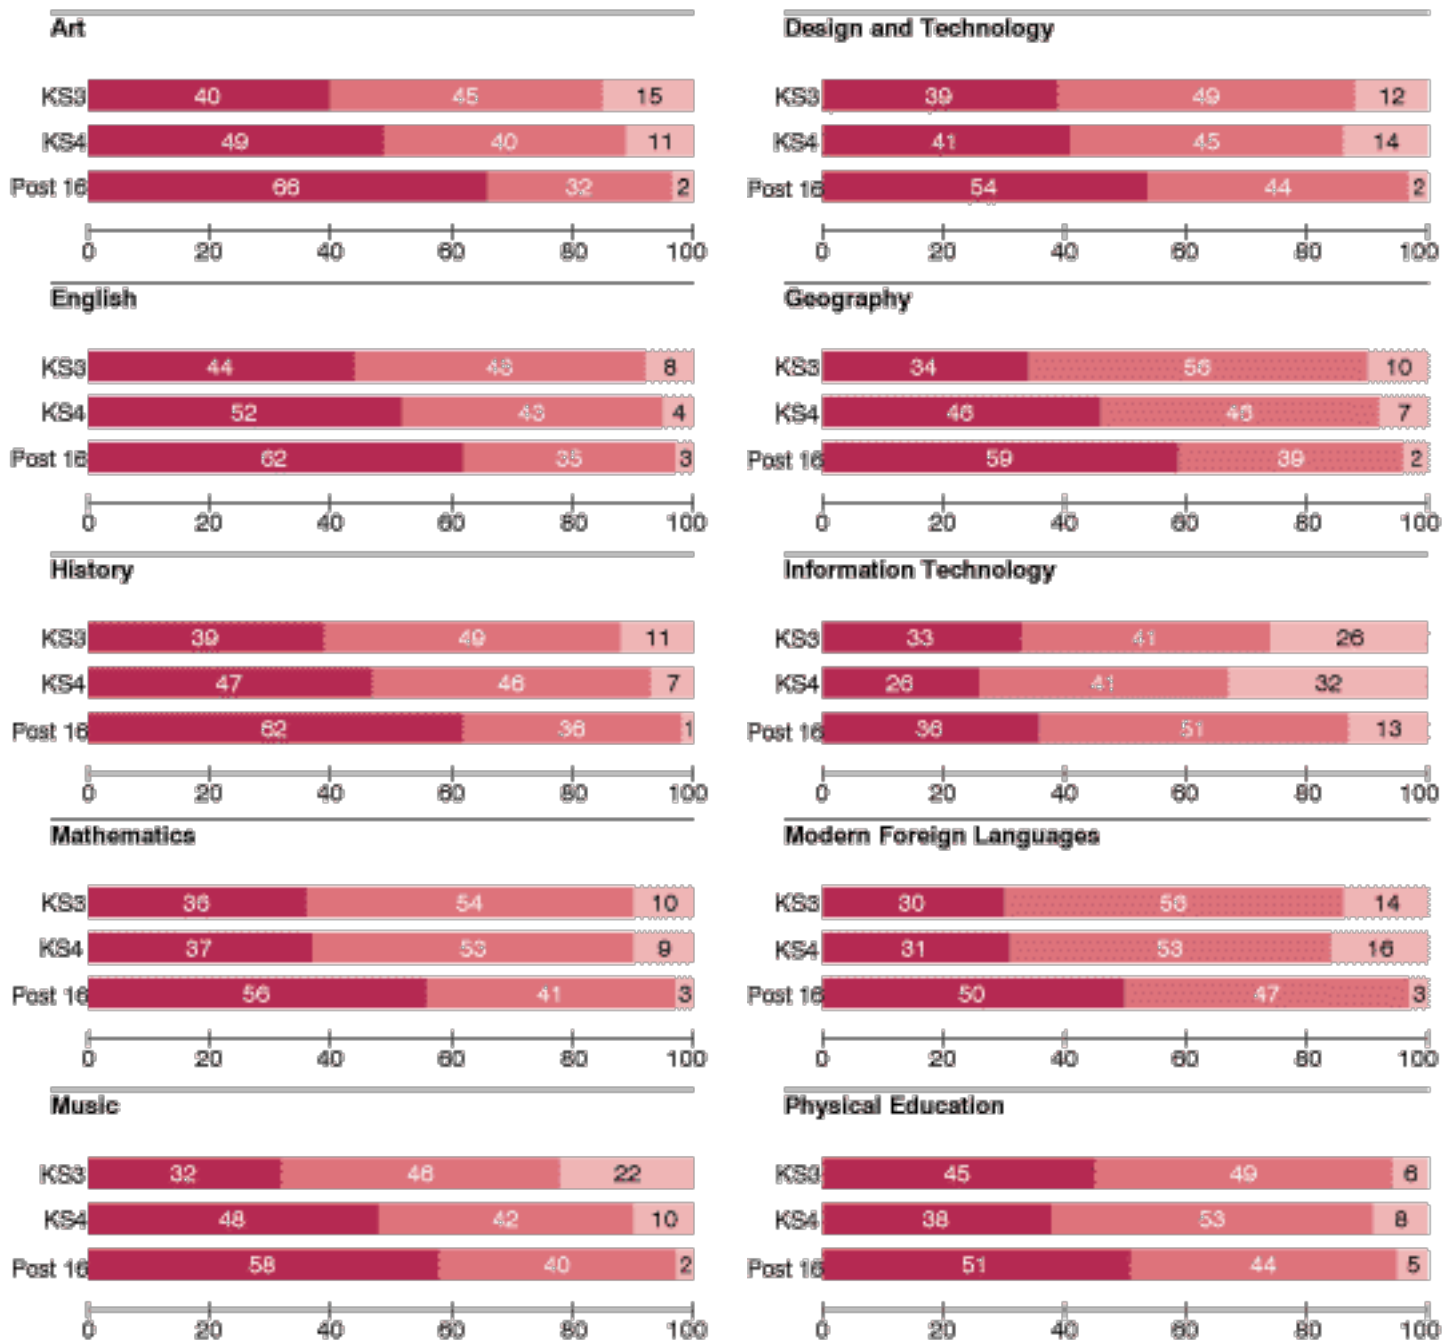 Art
KS3 40 45 15
KS4 49 40 11
Post 16 66 32 2
0 20 40 60 80 100
Design and Technology
KS3 39 49 12
KS4 41 45 14
Post 16 54 44 2
0 20 40 60 80 100
English
KS3 44 48 8
KS4 52 43 4
Post 16 62 35 3
0 20 40 60 80 100
Geography
KS3 34 56 10
KS4 46 46 7
Post 16 59 39 2
0 20 40 60 80 100
History
KS3 39 49 11
KS4 47 46 7
Post 16 62 36 1
0 20 40 60 80 100
Information Technology
KS3 33 41 26
KS4 26 41 32
Post 16 36 51 13
0 20 40 60 80 100
Mathematics
KS3 36 54 10
KS4 37 53 9
Post 16 56 41 3
0 20 40 60 80 100
Modern Foreign Languages
KS3 30 56 14
KS4 31 53 16
Post 16 50 47 3
0 20 40 60 80 100
Music
KS3 32 46 22
KS4 48 42 10
Post 16 58 40 2
0 20 40 60 80 100
Physical Education
KS3 45 49 6
KS4 38 53 8
Post 16 51 44 5
0 20 40 60 80 100